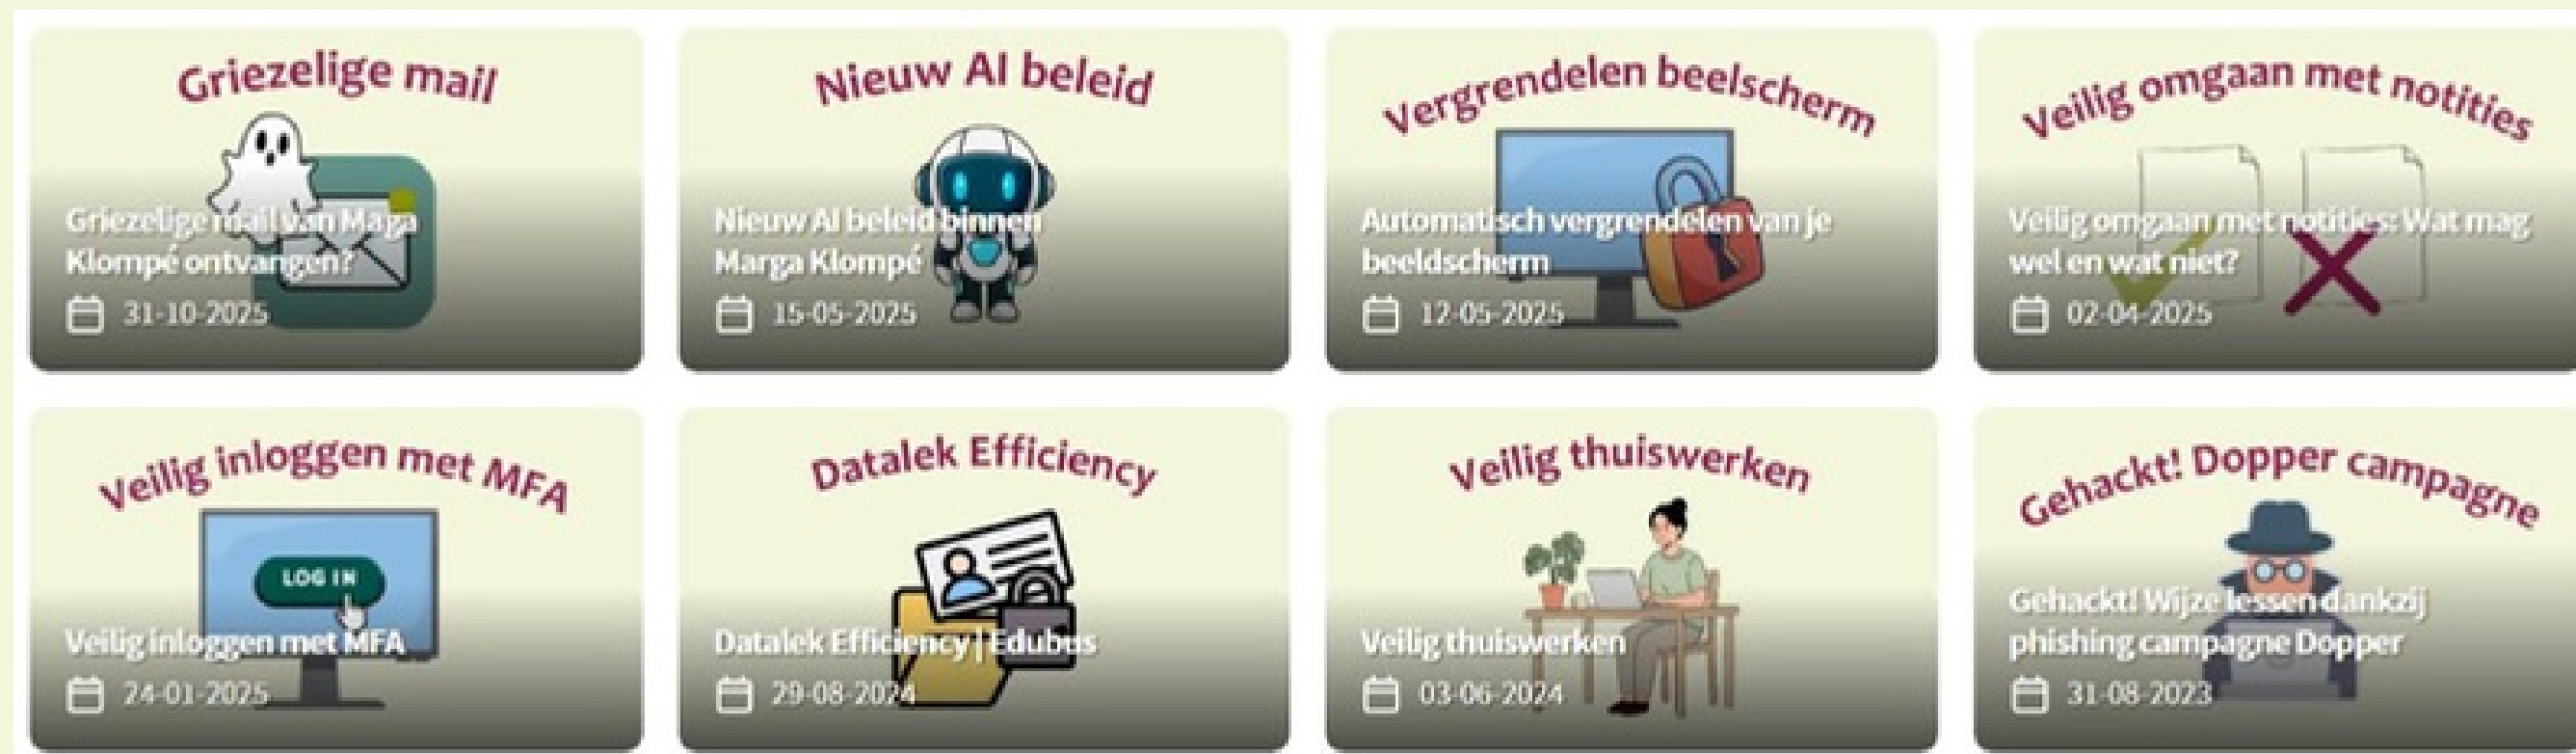 Griezelige mail
Griezelige mail van Maga
Klompé ontvangen?
31-10-2025
Nieuw AI beleid
Nieuw AI beleid binnen
Marga Klompé
15-05-2025
Vergrendelen beelscherm
Automatisch vergrendelen van je
beeldscherm
12-05-2025
Veilig omgaan met notities
Veilig omgaan met notities: Wat mag
wel en wat niet?
02-04-2025
Veilig inloggen met MFA
LOG IN
Veilig inloggen met MFA
24-01-2025
Datalek Efficiency
Datalek Efficiency | Edubus
29-08-2024
Veilig thuiswerken
Veilig thuiswerken
03-06-2024
Gehackt! Dopper campagne
Gehackt! Wijze lessen dankzij
phishing campagne Dopper
31-08-2023